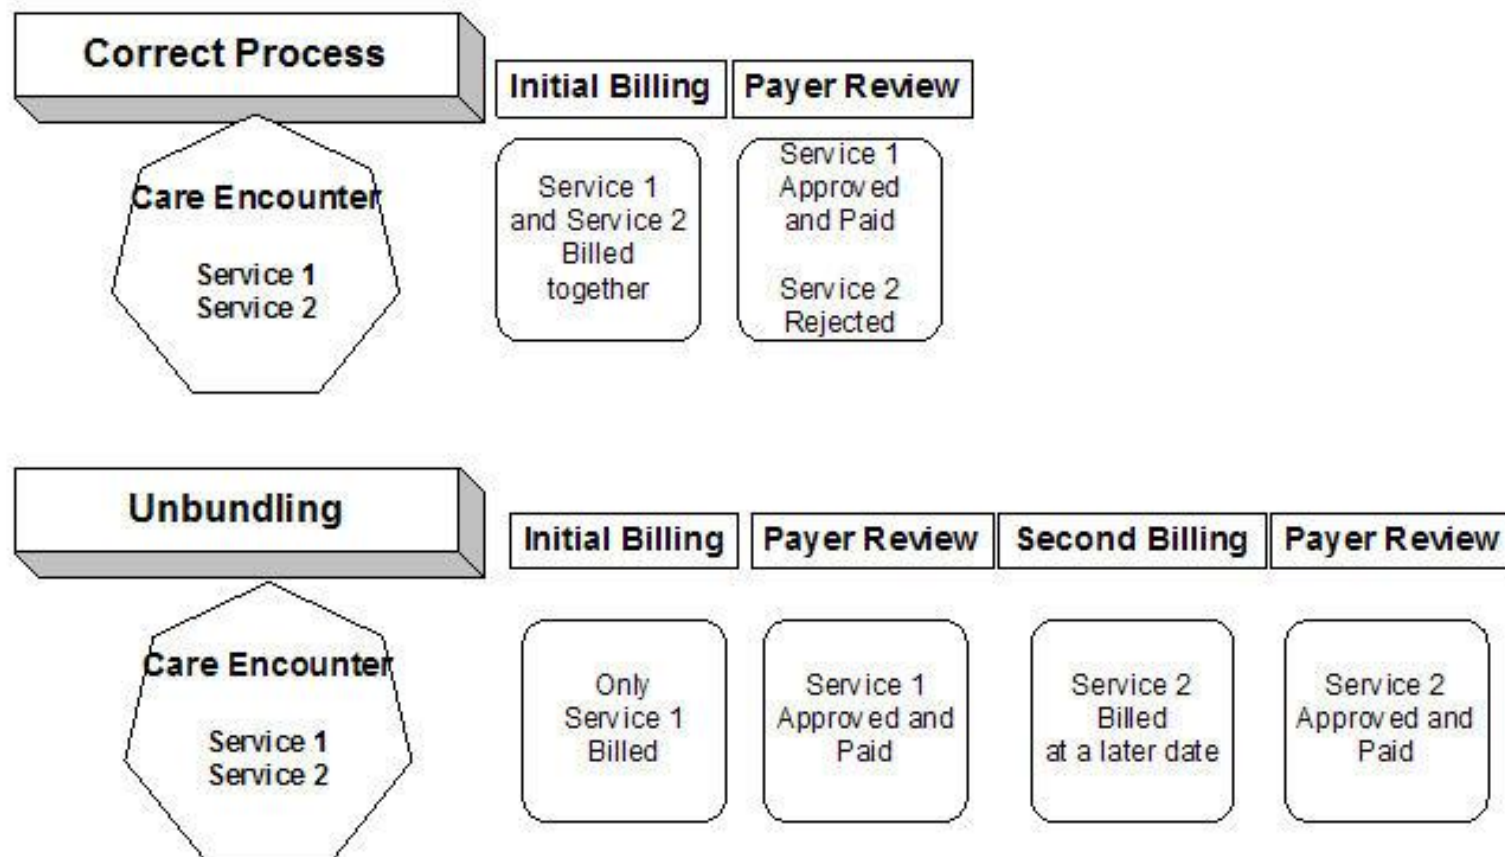 Correct Process
Initial Billing
Payer Review
Care Encounter
Service 1
Service 2
Service 1
and Service 2
Billed
together
Service 1
Approved
and Paid
Service 2
Rejected
Unbundling
Initial Billing
Payer Review
Second Billing
Payer Review
Care Encounter
Service 1
Service 2
Only
Service 1
Billed
Service 1
Approved and
Paid
Service 2
Billed
at a later date
Service 2
Approved and
Paid